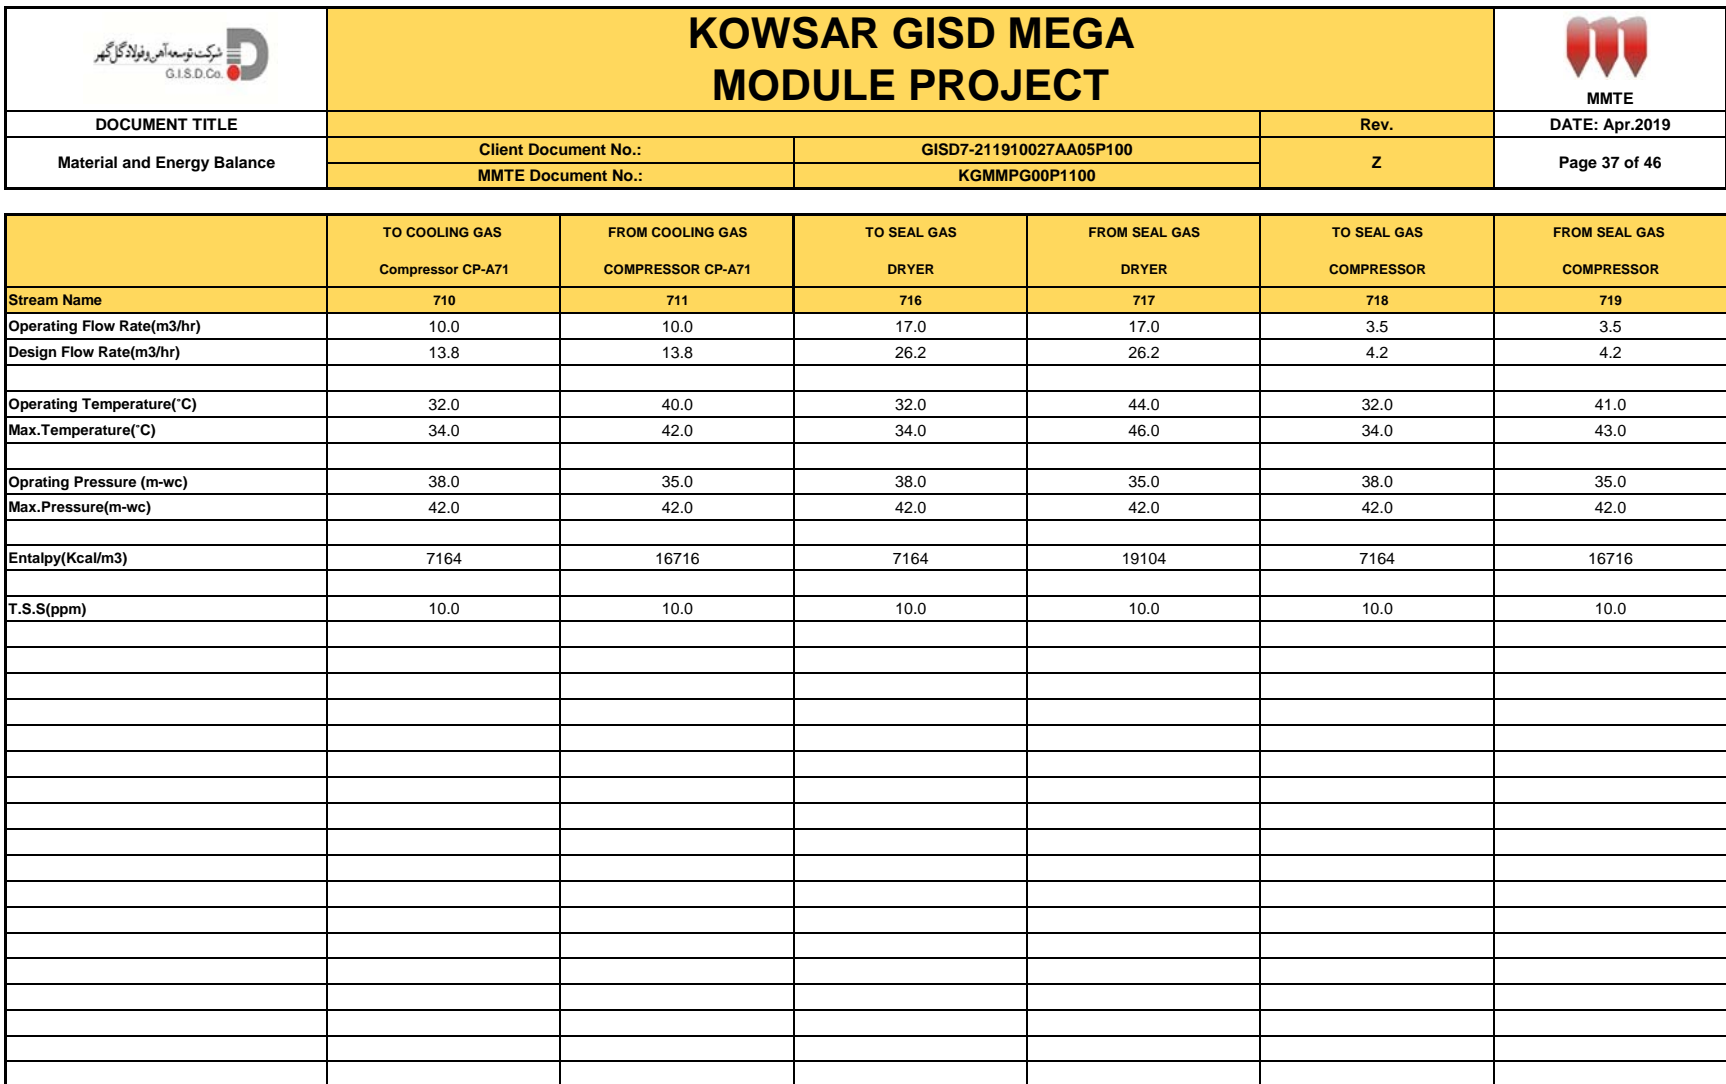 شرکت توسعه آهن و فولاد گل گهر
G.I.S.D.Co.
KOWSAR GISD MEGA
MODULE PROJECT
MMTE
DOCUMENT TITLE Rev. DATE: Apr.2019
Material and Energy Balance Client Document No.: GISD7-211910027AA05P100 Z Page 37 of 46
MMTE Document No.: KGMMPG00P1100
TO COOLING GAS FROM COOLING GAS TO SEAL GAS FROM SEAL GAS TO SEAL GAS FROM SEAL GAS
Compressor CP-A71 COMPRESSOR CP-A71 DRYER DRYER COMPRESSOR COMPRESSOR
Stream Name 710 711 716 717 718 719
Operating Flow Rate(m3/hr) 10.0 10.0 17.0 17.0 3.5 3.5
Design Flow Rate(m3/hr) 13.8 13.8 26.2 26.2 4.2 4.2
Operating Temperature(˚C) 32.0 40.0 32.0 44.0 32.0 41.0
Max.Temperature(˚C) 34.0 42.0 34.0 46.0 34.0 43.0
Oprating Pressure (m-wc) 38.0 35.0 38.0 35.0 38.0 35.0
Max.Pressure(m-wc) 42.0 42.0 42.0 42.0 42.0 42.0
Entalpy(Kcal/m3) 7164 16716 7164 19104 7164 16716
T.S.S(ppm) 10.0 10.0 10.0 10.0 10.0 10.0